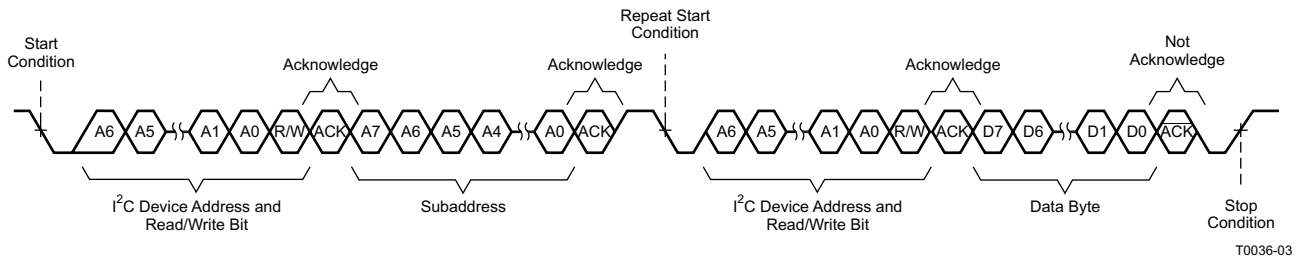 Repeat Start
Condition
Start
Condition
Not
Acknowledge
Acknowledge
Acknowledge
Acknowledge
A6 A5 A1 A0 R/W ACK A7 A6 A5 A4 A0 ACK A6 A5 A1 A0 R/W ACK D7 D6 D1 D0 ACK
I²C Device Address and
Read/Write Bit
Subaddress
I²C Device Address and
Read/Write Bit
Data Byte
Stop
Condition
T0036-03